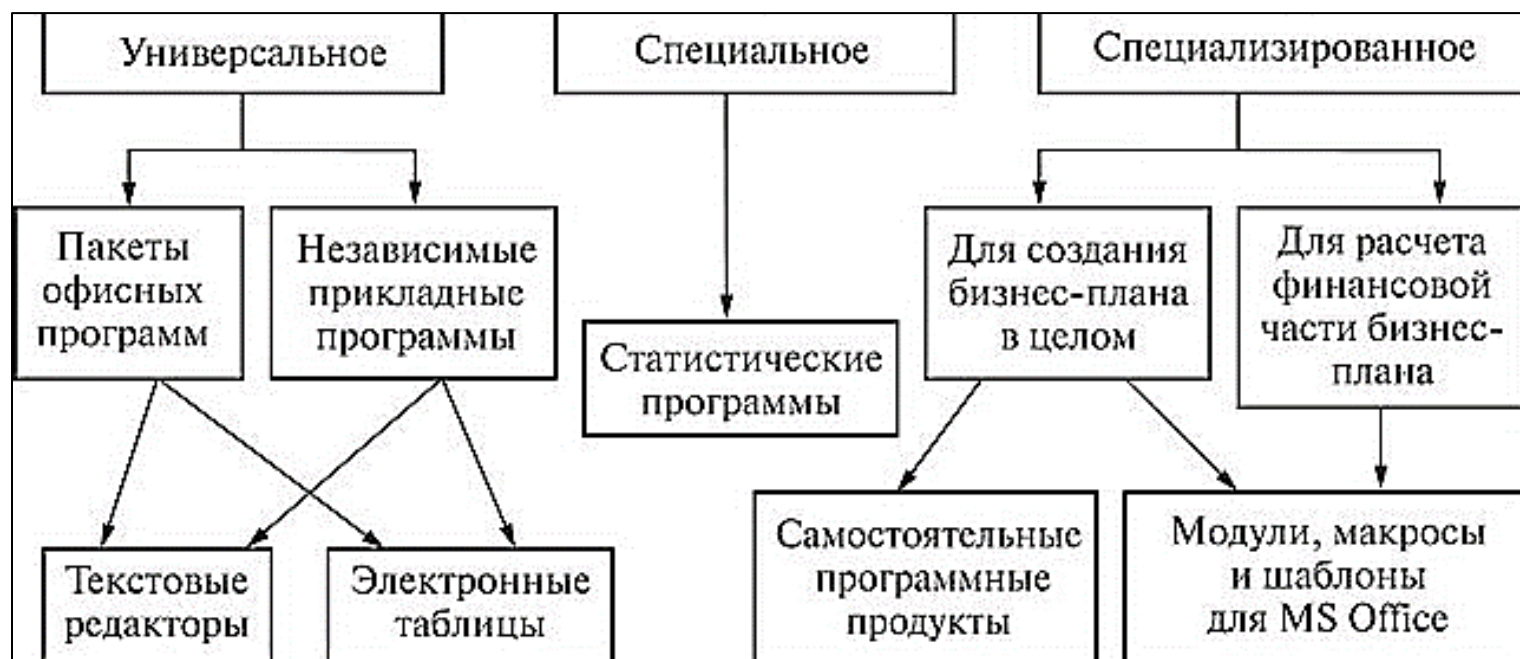 Универсальное
Специальное
Специализированное
Пакеты
офисных
программ
Независимые
прикладные
программы
Статистические
программы
Для создания
бизнес-плана
в целом
Для расчета
финансовой
части бизнес-
плана
Текстовые
редакторы
Электронные
таблицы
Самостоятельные
программные
продукты
Модули, макросы
и шаблоны
для MS Office